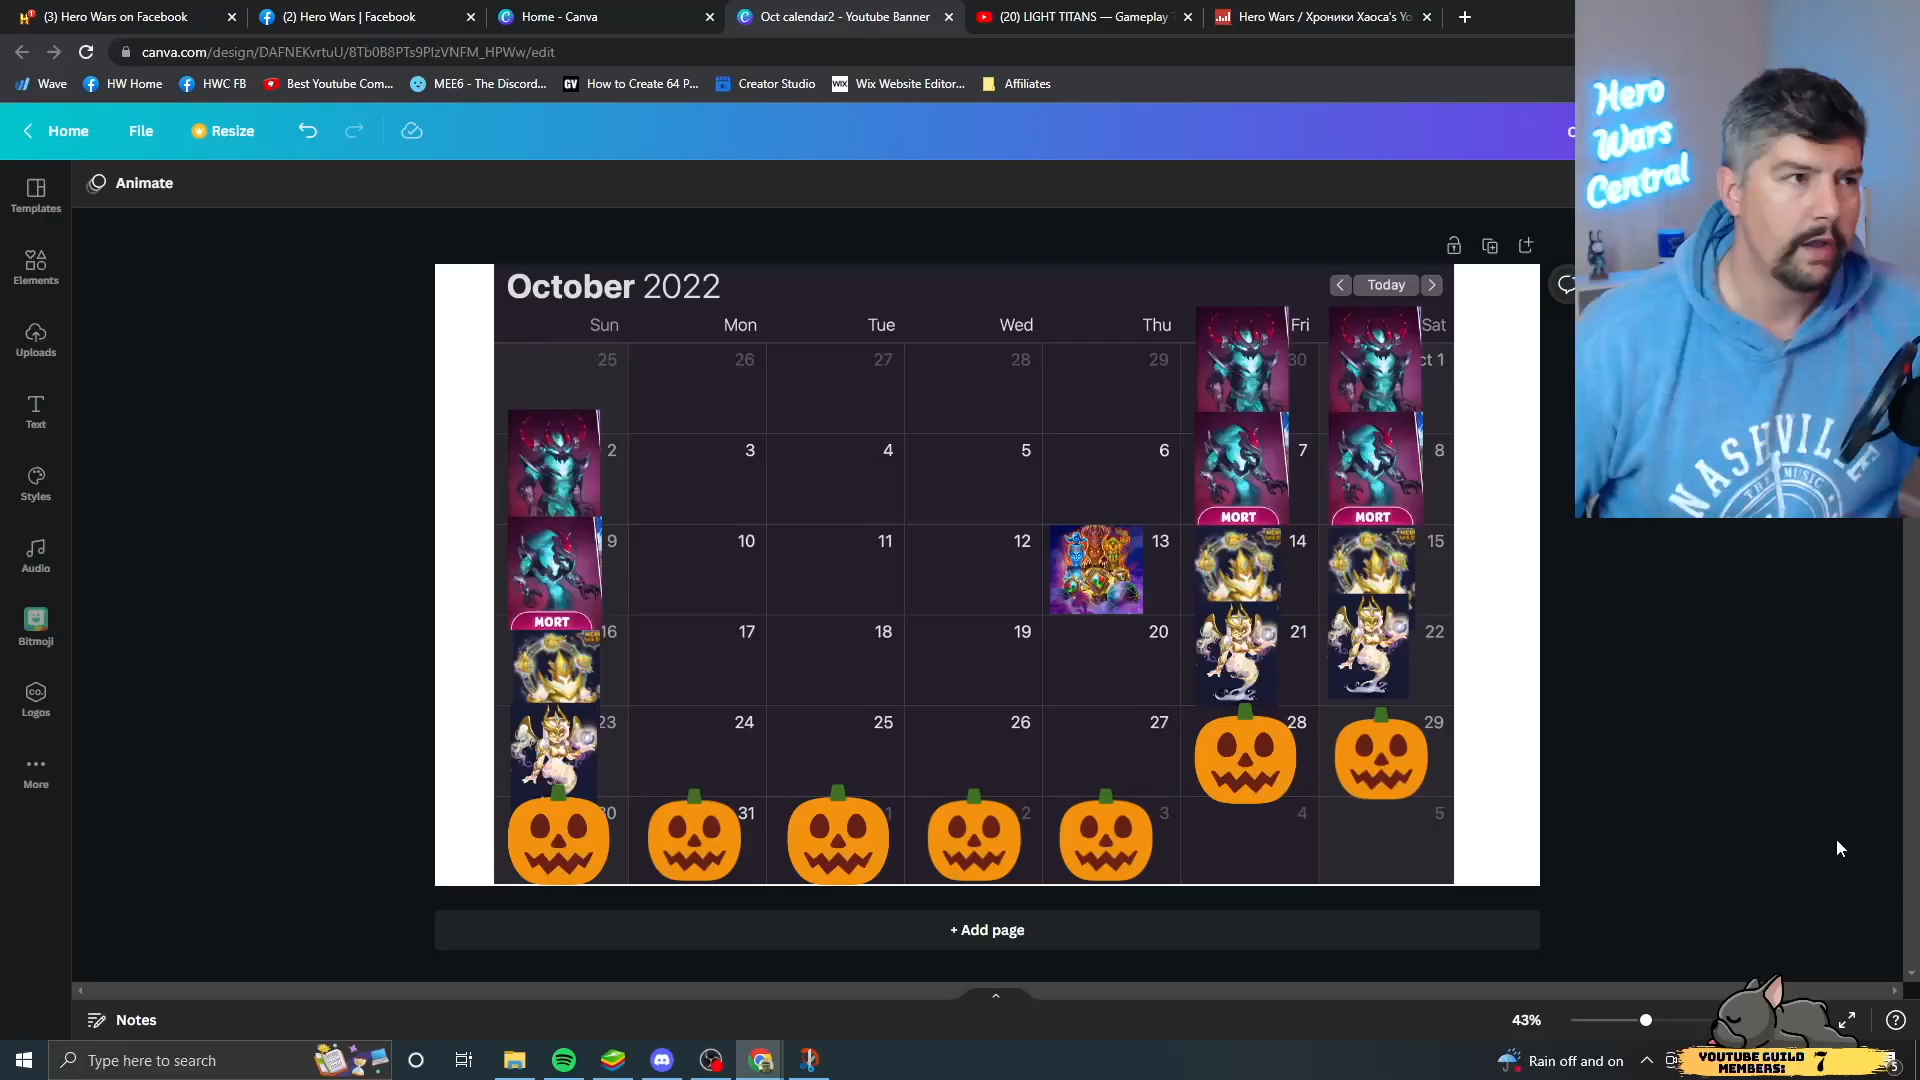 (3) Hero Wars on Facebook
(2) Hero Wars | Facebook
Home - Canva
Oct calendar2 - Youtube Banner
(20) LIGHT TITANS — Gameplay
Hero Wars / Хроники Хаоса's Yo
canva.com/design/DAFNEKvrtuU/8Tb0B8PTs9PIzVNFM_HPWw/edit
Wave
HW Home
HWC FB
Best Youtube Com...
MEE6 - The Discord...
GV
How to Create 64 P...
Creator Studio
WIX
Wix Website Editor...
Affiliates
Home
File
Resize
Animate
Templates
Elements
Uploads
Text
Styles
Audio
Bitmoji
CO.
Logos
More
October 2022
Today
Sun Mon Tue Wed Thu Fri Sat
25 26 27 28 29 30 ct 1
2 3 4 5 6 7 8
MORT MORT
9 10 11 12 13 14 15
MORT
16 17 18 19 20 21 22
23 24 25 26 27 28 29
30 31 1 2 3 4 5
+ Add page
Notes
43%
Type here to search
Rain off and on
Hero
Wars
Central
NASHVILLE
MUSIC
YOUTUBE GUILD
MEMBERS:
7
5